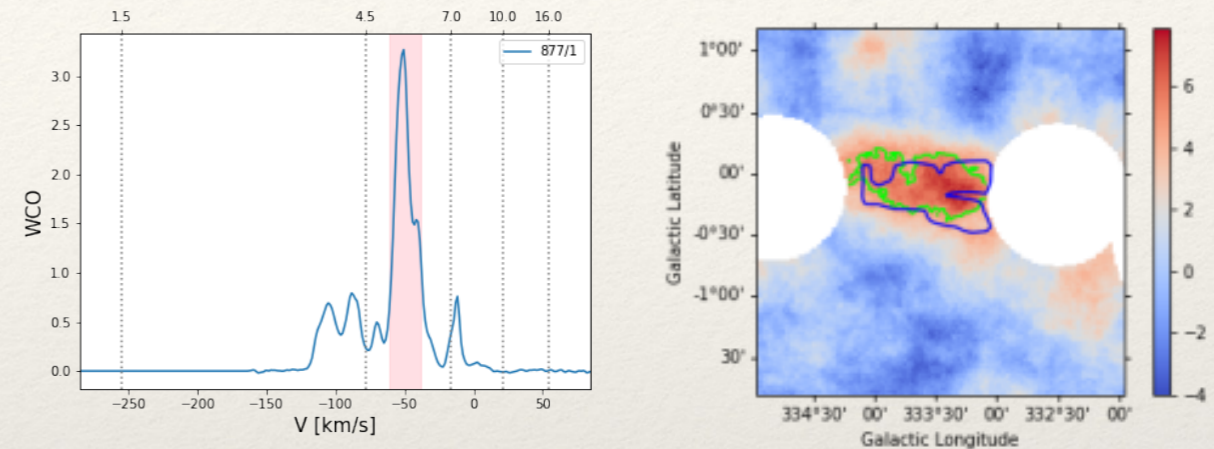 1.5 4.5 7.0 10.0 16.0
877/1
WCO
3.0
2.5
2.0
1.5
1.0
0.5
0.0
−250 −200 −150 −100 −50 0 50
V [km/s]
Galactic Latitude
1°00'
0°30'
00'
-0°30'
-1°00'
30'
334°30' 00' 333°30' 00' 332°30' 00'
Galactic Longitude
6
4
2
0
−2
−4